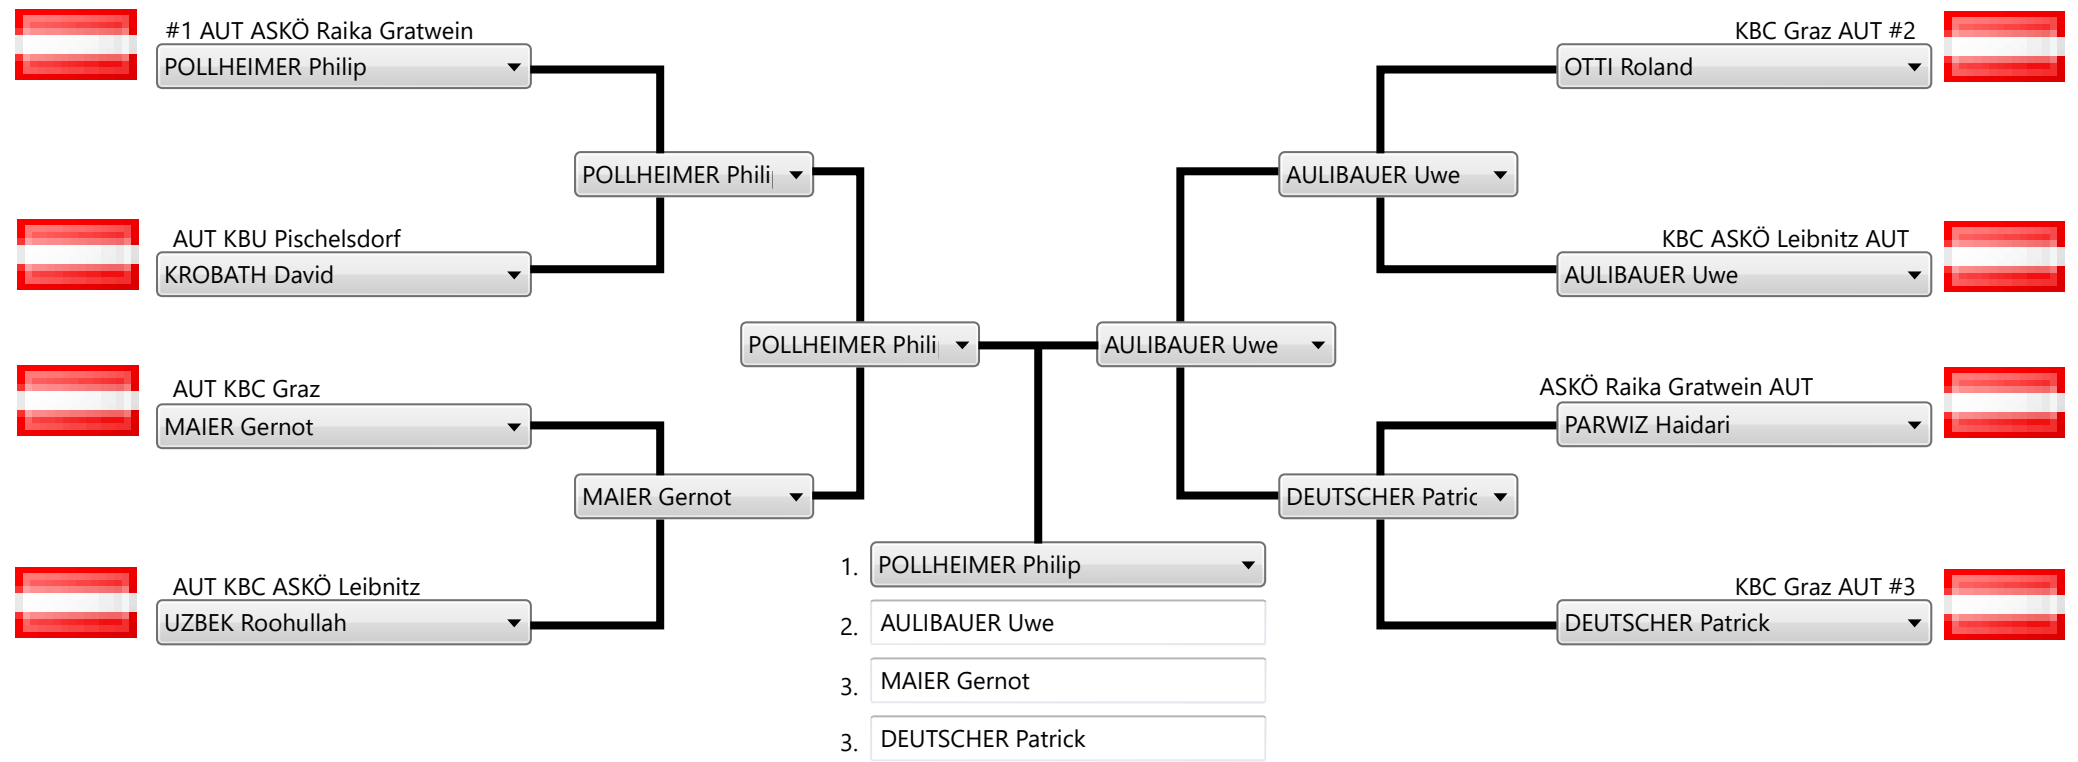 #1 AUT ASKÖ Raika Gratwein
POLLHEIMER Philip
AUT KBU Pischelsdorf
KROBATH David
AUT KBC Graz
MAIER Gernot
AUT KBC ASKÖ Leibnitz
UZBEK Roohullah
POLLHEIMER Phili
MAIER Gernot
POLLHEIMER Phili
AULIBAUER Uwe
AULIBAUER Uwe
DEUTSCHER Patric
KBC Graz AUT #2
OTTI Roland
KBC ASKÖ Leibnitz AUT
AULIBAUER Uwe
ASKÖ Raika Gratwein AUT
PARWIZ Haidari
KBC Graz AUT #3
DEUTSCHER Patrick
1. POLLHEIMER Philip
2. AULIBAUER Uwe
3. MAIER Gernot
3. DEUTSCHER Patrick